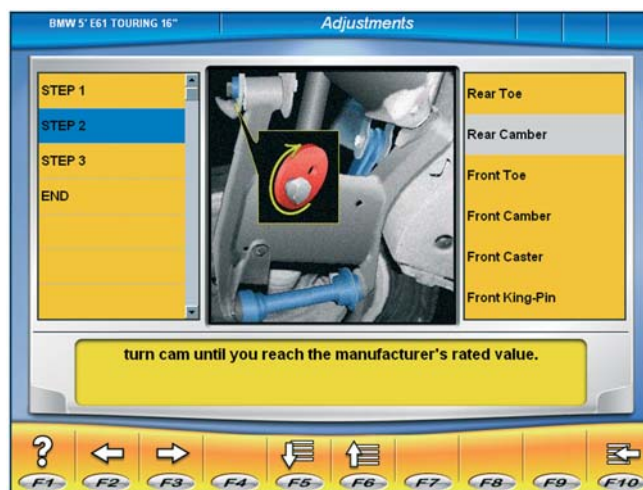 BMW 5' E61 TOURING 16"
Adjustments
STEP 1
STEP 2
STEP 3
END
Rear Toe
Rear Camber
Front Toe
Front Camber
Front Caster
Front King-Pin
turn cam until you reach the manufacturer's rated value.
?
F1 F2 F3 F4 F5 F6 F7 F8 F9 F10